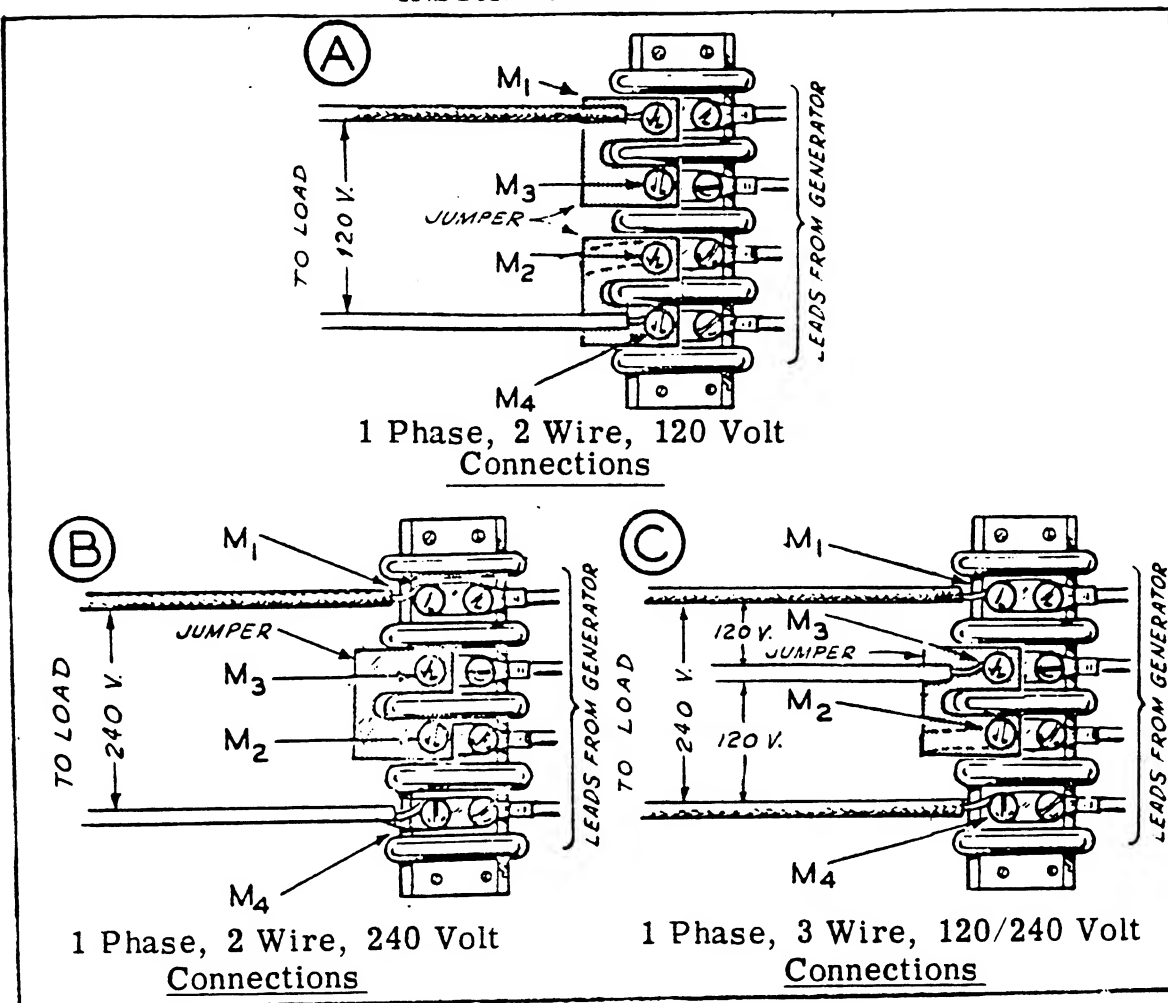 A
M1
TO LOAD
120 V.
M3
JUMPER
M2
M4
LEADS FROM GENERATOR
1 Phase, 2 Wire, 120 Volt
Connections
B
M1
JUMPER
TO LOAD
240 V.
M3
M2
M4
LEADS FROM GENERATOR
1 Phase, 2 Wire, 240 Volt
Connections
C
M1
120 V.
M3
JUMPER
TO LOAD
240 V.
M2
120 V.
M4
LEADS FROM GENERATOR
1 Phase, 3 Wire, 120/240 Volt
Connections